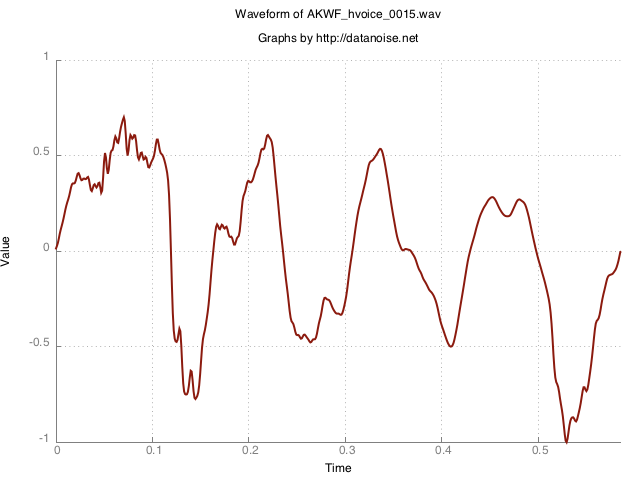 Waveform of AKWF_hvoice_0015.wav
Graphs by http://datanoise.net
1
0.5
0
-0.5
-1
Value
0 0.1 0.2 0.3 0.4 0.5
Time